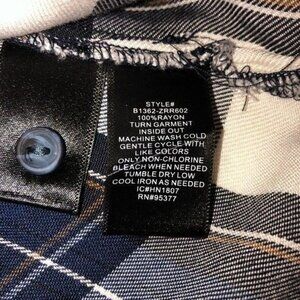 STYLE#
B1362-ZRR602
100%RAYON
TURN GARMENT
INSIDE OUT
MACHINE WASH COLD
GENTLE CYCLE WITH
LIKE COLORS
ONLY NON-CHLORINE
BLEACH WHEN NEEDED
TUMBLE DRY LOW
COOL IRON AS NEEDED
IC#HN1807
RN#95377